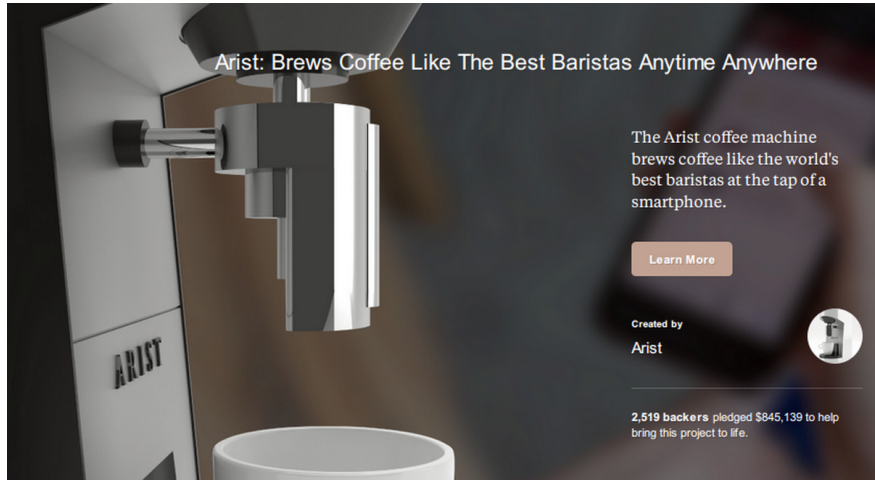 Arist: Brews Coffee Like The Best Baristas Anytime Anywhere
The Arist coffee machine
brews coffee like the world's
best baristas at the tap of a
smartphone.
Learn More
Created by
Arist
ARIST
2,519 backers pledged $845,139 to help
bring this project to life.